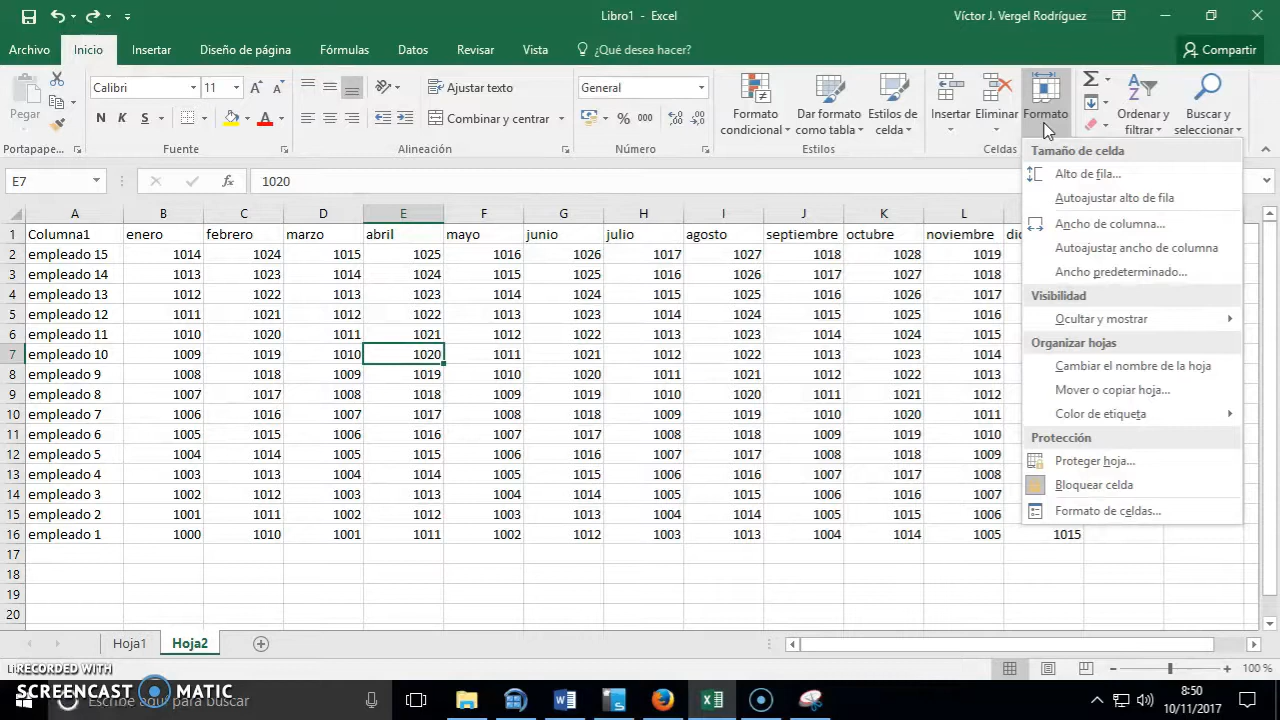 Libro1 - Excel
Víctor J. Vergel Rodríguez
Archivo Inicio Insertar Diseño de página Fórmulas Datos Revisar Vista ¿Qué desea hacer? Compartir
Pegar
Calibri 11
N K S A
Ajustar texto
Combinar y centrar
General
% 000
Formato condicional
Dar formato como tabla
Estilos de celda
Insertar
Eliminar
Formato
Ordenar y filtrar
Buscar y seleccionar
Portapape... Fuente Alineación Número Estilos Celdas
E7 fx 1020
Tamaño de celda
Alto de fila...
Autoajustar alto de fila
Ancho de columna...
Autoajustar ancho de columna
Ancho predeterminado...
Visibilidad
Ocultar y mostrar
Organizar hojas
Cambiar el nombre de la hoja
Mover o copiar hoja...
Color de etiqueta
Protección
Proteger hoja...
Bloquear celda
Formato de celdas...
A B C D E F G H I J K L
1 Columna1 enero febrero marzo abril mayo junio julio agosto septiembre octubre noviembre dic
2 empleado 15 1014 1024 1015 1025 1016 1026 1017 1027 1018 1028 1019
3 empleado 14 1013 1023 1014 1024 1015 1025 1016 1026 1017 1027 1018
4 empleado 13 1012 1022 1013 1023 1014 1024 1015 1025 1016 1026 1017
5 empleado 12 1011 1021 1012 1022 1013 1023 1014 1024 1015 1025 1016
6 empleado 11 1010 1020 1011 1021 1012 1022 1013 1023 1014 1024 1015
7 empleado 10 1009 1019 1010 1020 1011 1021 1012 1022 1013 1023 1014
8 empleado 9 1008 1018 1009 1019 1010 1020 1011 1021 1012 1022 1013
9 empleado 8 1007 1017 1008 1018 1009 1019 1010 1020 1011 1021 1012
10 empleado 7 1006 1016 1007 1017 1008 1018 1009 1019 1010 1020 1011
11 empleado 6 1005 1015 1006 1016 1007 1017 1008 1018 1009 1019 1010
12 empleado 5 1004 1014 1005 1015 1006 1016 1007 1017 1008 1018 1009
13 empleado 4 1003 1013 1004 1014 1005 1015 1006 1016 1007 1017 1008
14 empleado 3 1002 1012 1003 1013 1004 1014 1005 1015 1006 1016 1007
15 empleado 2 1001 1011 1002 1012 1003 1013 1004 1014 1005 1015 1006
16 empleado 1 1000 1010 1001 1011 1002 1012 1003 1013 1004 1014 1005 1015
17
18
19
20
Hoja1 Hoja2
100 %
RECORDED WITH
SCREENCAST MATIC
Escribe aquí para buscar
8:50
10/11/2017